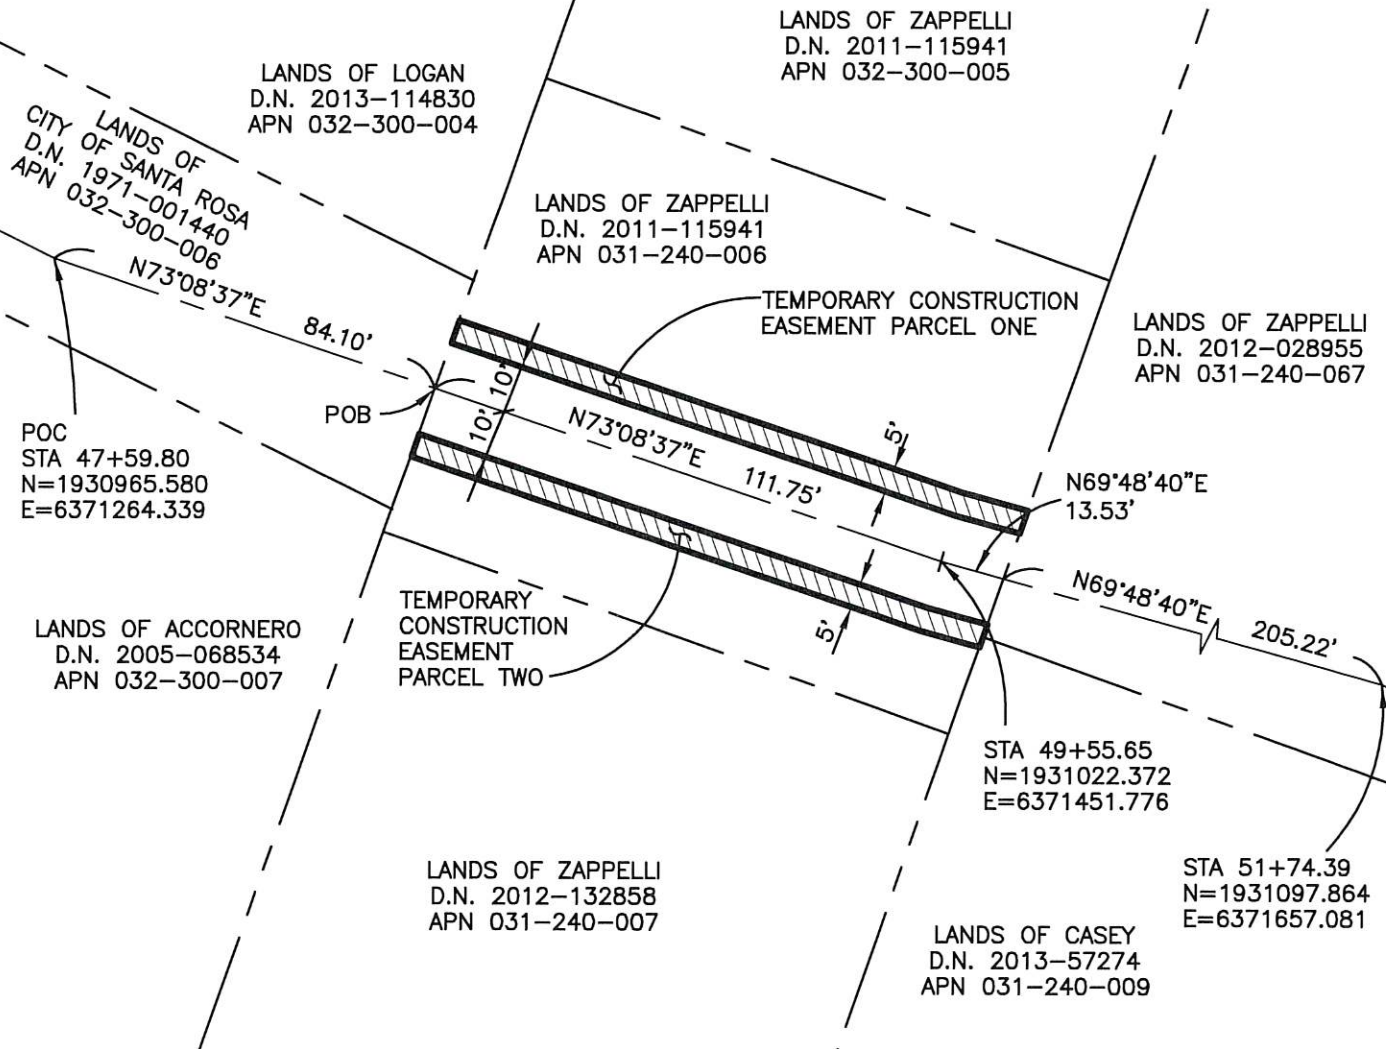 LANDS OF ZAPPELLI
D.N. 2011-115941
APN 032-300-005
LANDS OF LOGAN
D.N. 2013-114830
APN 032-300-004
LANDS OF
CITY OF SANTA ROSA
D.N. 1971-001440
APN 032-300-006
LANDS OF ZAPPELLI
D.N. 2011-115941
APN 031-240-006
N73°08'37"E 84.10'
TEMPORARY CONSTRUCTION
EASEMENT PARCEL ONE
LANDS OF ZAPPELLI
D.N. 2012-028955
APN 031-240-067
POB
10'
10'
N73°08'37"E 111.75'
5'
POC
STA 47+59.80
N=1930965.580
E=6371264.339
N69°48'40"E
13.53'
N69°48'40"E 205.22'
5'
TEMPORARY
CONSTRUCTION
EASEMENT
PARCEL TWO
LANDS OF ACCORNERO
D.N. 2005-068534
APN 032-300-007
STA 49+55.65
N=1931022.372
E=6371451.776
STA 51+74.39
N=1931097.864
E=6371657.081
LANDS OF ZAPPELLI
D.N. 2012-132858
APN 031-240-007
LANDS OF CASEY
D.N. 2013-57274
APN 031-240-009